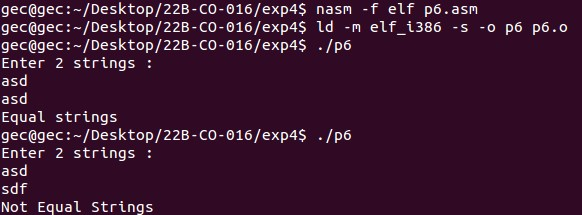 gec@gec:~/Desktop/22B-CO-016/exp4$ nasm -f elf p6.asm
gec@gec:~/Desktop/22B-CO-016/exp4$ ld -m elf_i386 -s -o p6 p6.o
gec@gec:~/Desktop/22B-CO-016/exp4$ ./p6
Enter 2 strings :
asd
asd
Equal strings
gec@gec:~/Desktop/22B-CO-016/exp4$ ./p6
Enter 2 strings :
asd
sdf
Not Equal Strings